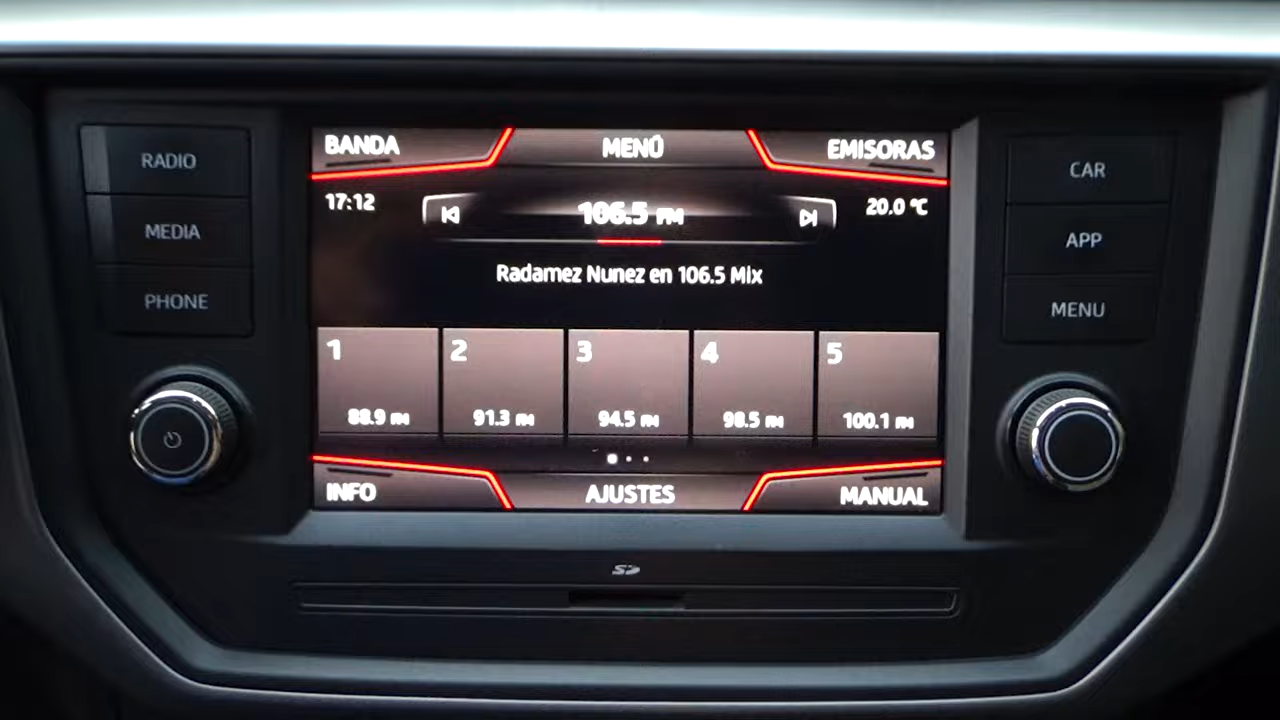 RADIO
MEDIA
PHONE
BANDA MENÚ EMISORAS
17:12 106.5 FM 20.0 °C
Radamez Nunez en 106.5 Mix
1 2 3 4 5
88.9 FM 91.3 FM 94.5 FM 98.5 FM 100.1 FM
INFO AJUSTES MANUAL
CAR
APP
MENU
SD